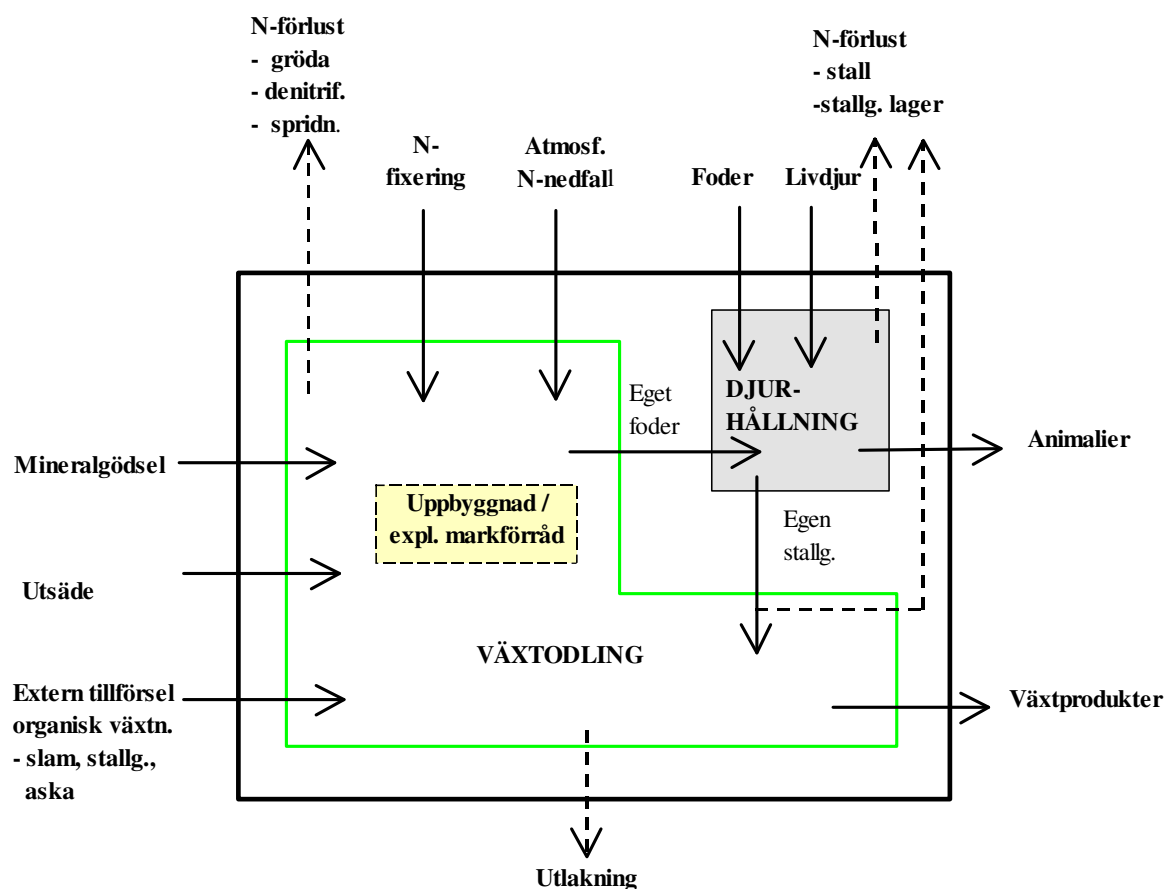 N-förlust
- gröda
- denitrif.
- spridn.
N-
fixering
Atmosf.
N-nedfall
Foder
Livdjur
N-förlust
- stall
-stallg. lager
Mineralgödsel
Utsäde
Extern tillförsel
organisk växtn.
- slam, stallg.,
aska
Eget
foder
DJUR-
HÅLLNING
Animalier
Uppbyggnad /
expl. markförråd
Egen
stallg.
VÄXTODLING
Växtprodukter
Utlakning